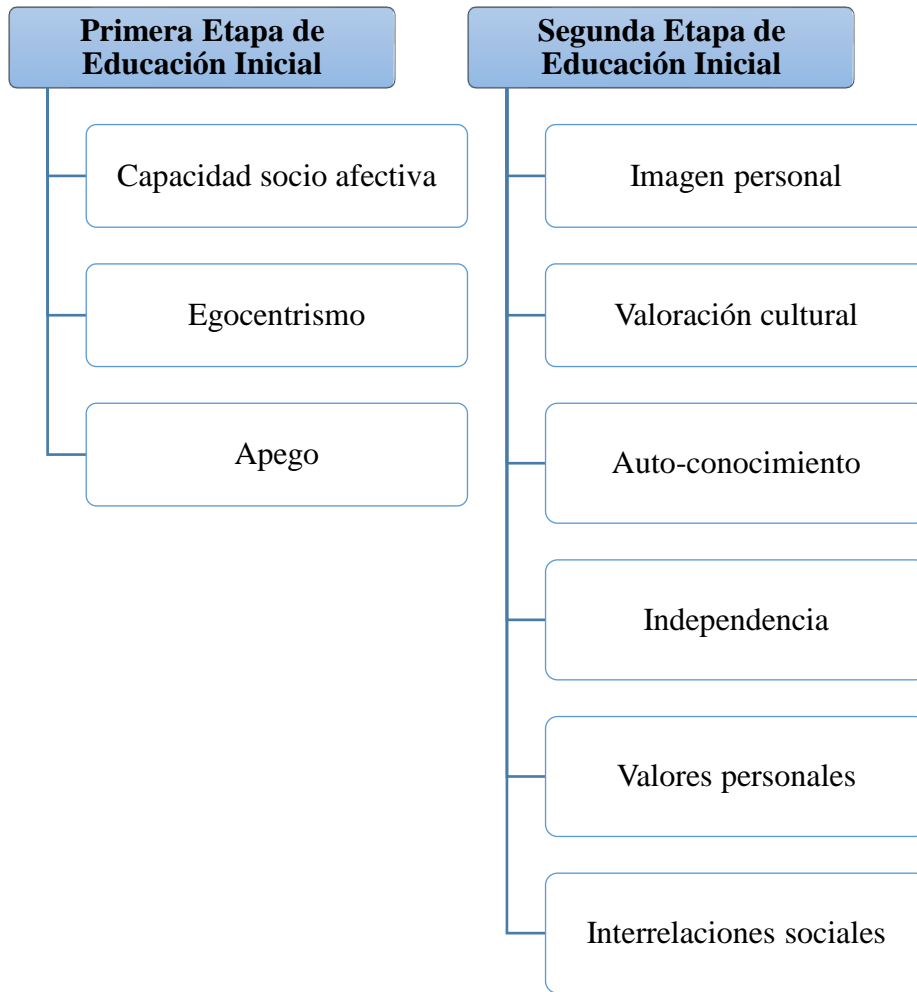 Primera Etapa de
Educación Inicial
Capacidad socio afectiva
Egocentrismo
Apego
Segunda Etapa de
Educación Inicial
Imagen personal
Valoración cultural
Auto-conocimiento
Independencia
Valores personales
Interrelaciones sociales